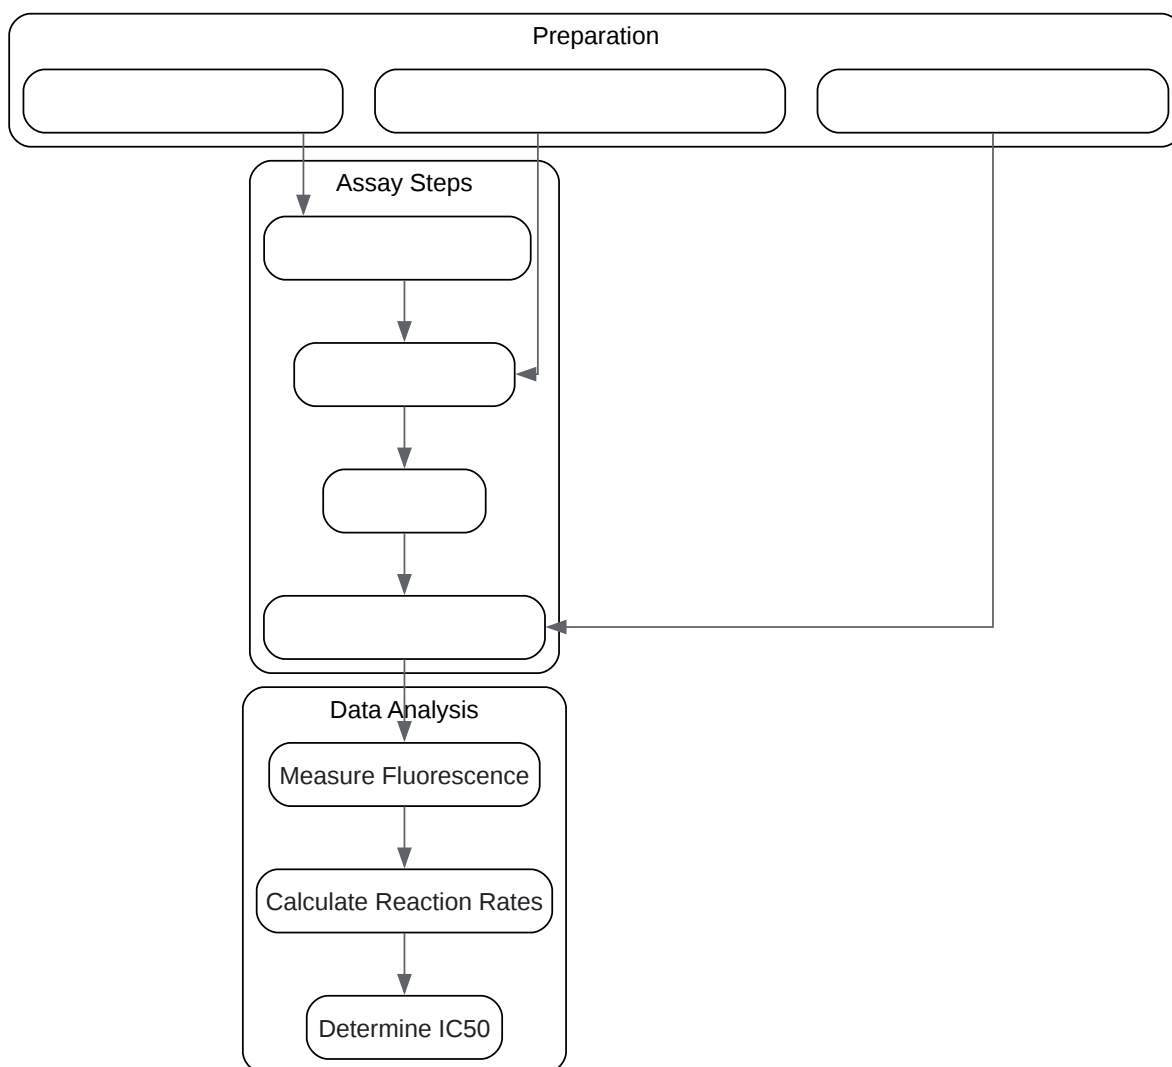 Preparation
Assay Steps
Data Analysis
Measure Fluorescence
Calculate Reaction Rates
Determine IC50